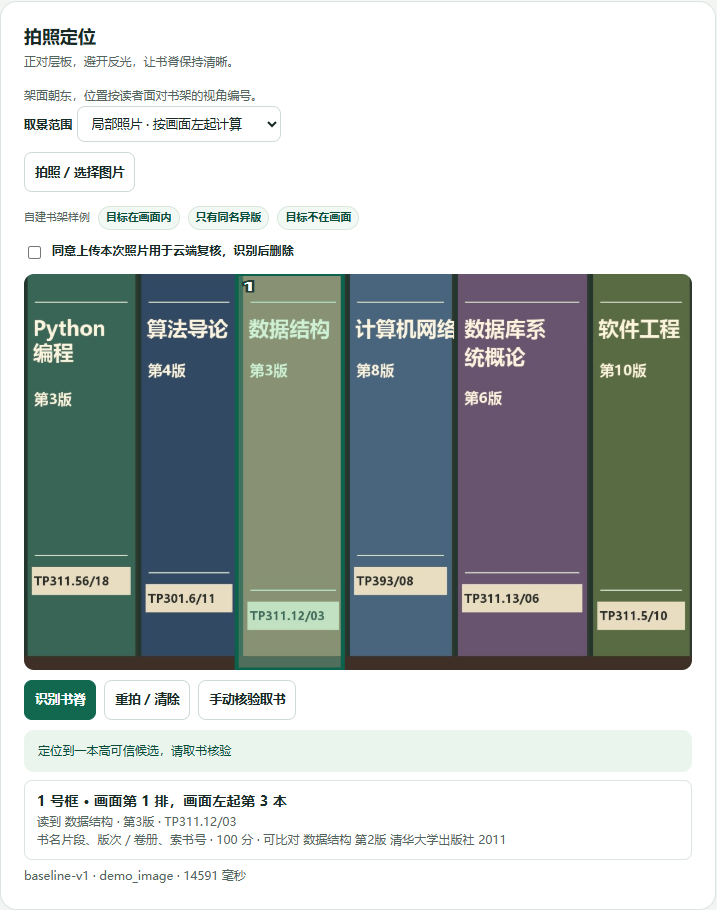 拍照定位
正对层板，避开反光，让书脊保持清晰。
架面朝东，位置按读者面对书架的视角编号。
取景范围 局部照片 · 按画面左起计算
拍照 / 选择图片
自建书架样例 目标在画面内 只有同名异版 目标不在画面
同意上传本次照片用于云端复核，识别后删除
1
Python
编程
第3版
TP311.56/18
算法导论
第4版
TP301.6/11
数据结构
第3版
TP311.12/03
计算机网络
第8版
TP393/08
数据库系
统概论
第6版
TP311.13/06
软件工程
第10版
TP311.5/10
识别书脊 重拍 / 清除 手动核验取书
定位到一本高可信候选，请取书核验
1 号框 • 画面第 1 排，画面左起第 3 本
读到 数据结构 · 第3版 · TP311.12/03
书名片段、版次 / 卷册、索书号 · 100 分 · 可比对 数据结构 第2版 清华大学出版社 2011
baseline-v1 · demo_image · 14591 毫秒